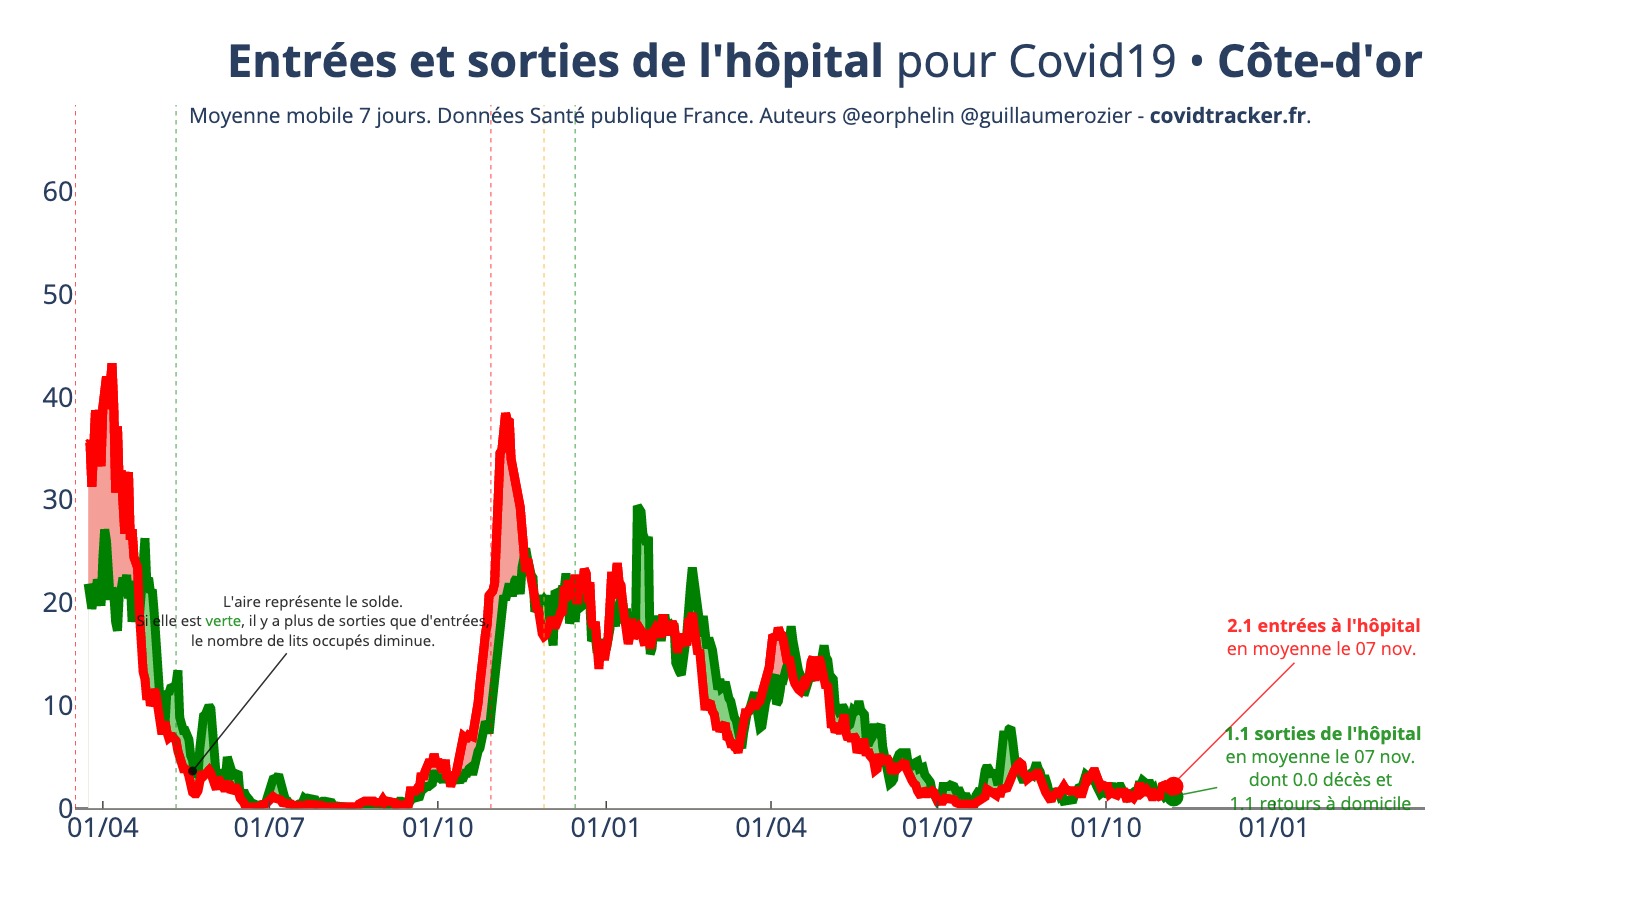 Entrées et sorties de l'hôpital pour Covid19 • Côte-d'or
Moyenne mobile 7 jours. Données Santé publique France. Auteurs @eorphelin @guillaumerozier - covidtracker.fr.
60
50
40
30
20
10
0
L'aire représente le solde.
Si elle est verte, il y a plus de sorties que d'entrées,
le nombre de lits occupés diminue.
2.1 entrées à l'hôpital
en moyenne le 07 nov.
1.1 sorties de l'hôpital
en moyenne le 07 nov.
dont 0.0 décès et
1.1 retours à domicile
01/04 01/07 01/10 01/01 01/04 01/07 01/10 01/01